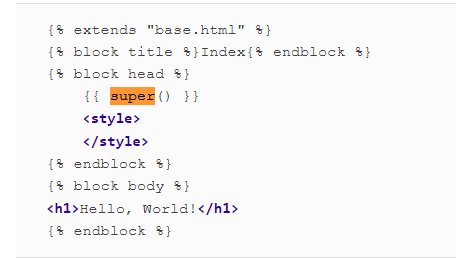 {% extends "base.html" %}
{% block title %}Index{% endblock %}
{% block head %}
    {{ super() }}
    <style>
    </style>
{% endblock %}
{% block body %}
<h1>Hello, World!</h1>
{% endblock %}